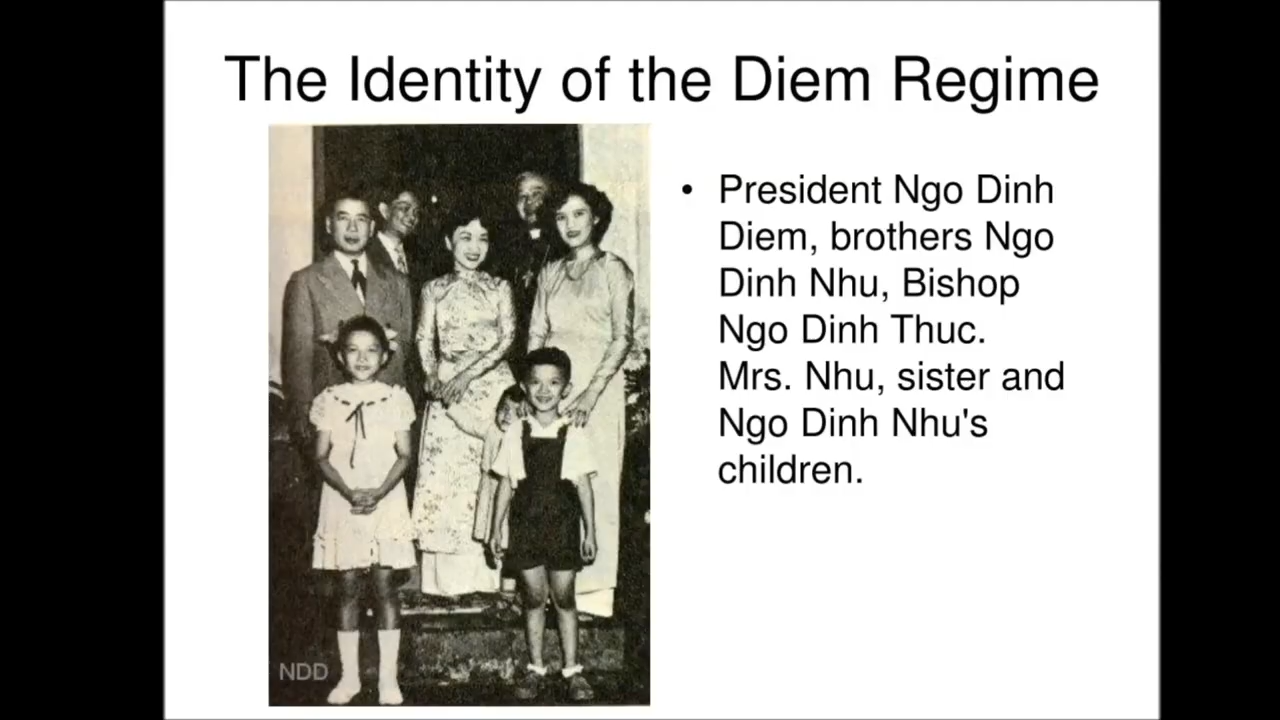 The Identity of the Diem Regime
• President Ngo Dinh
Diem, brothers Ngo
Dinh Nhu, Bishop
Ngo Dinh Thuc.
Mrs. Nhu, sister and
Ngo Dinh Nhu's
children.
NDD